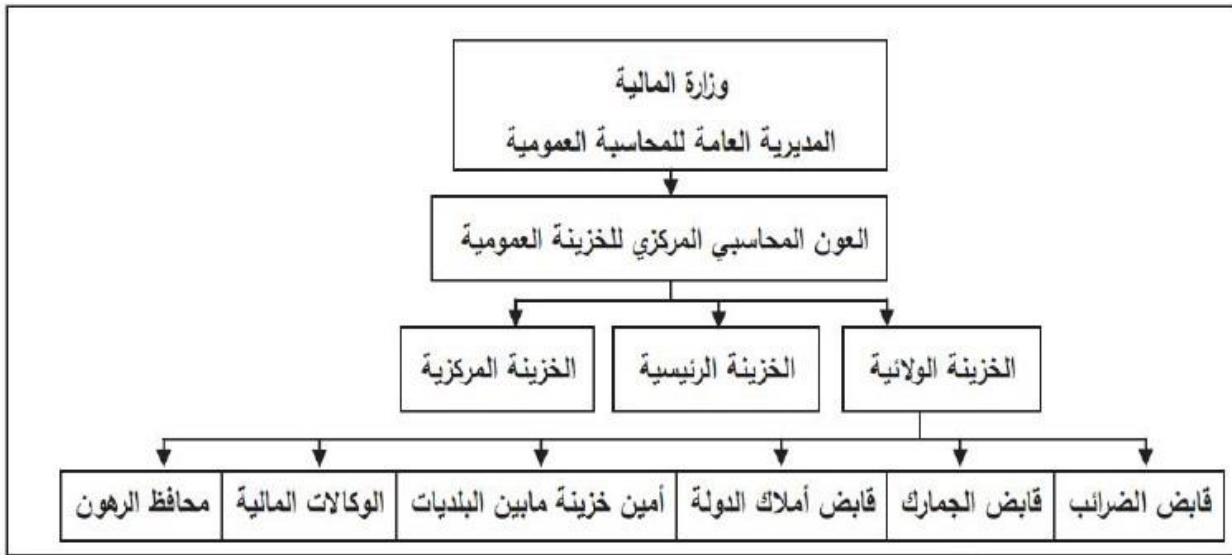 وزارة المالية
المديرية العامة للمحاسبة العمومية
العون المحاسبي المركزي للخزينة العمومية
الخزينة الولائية
الخزينة الرئيسية
الخزينة المركزية
قابض الضرائب
قابض الجمارك
قابض أملاك الدولة
أمين خزينة مابين البلديات
الوكالات المالية
محافظ الرهون